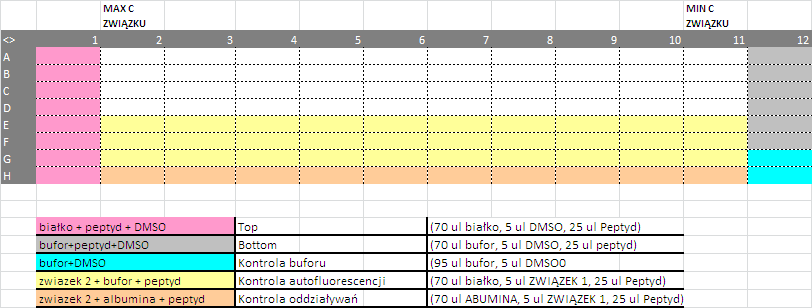 MAX C MIN C
ZWIĄZKU ZWIĄZKU
<> 1 2 3 4 5 6 7 8 9 10 11 12
A
B
C
D
E
F
G
H
białko + peptyd + DMSO Top (70 ul białko, 5 ul DMSO, 25 ul Peptyd)
bufor+peptyd+DMSO Bottom (70 ul bufor, 5 ul DMSO, 25 ul peptyd)
bufor+DMSO Kontrola buforu (95 ul bufor, 5 ul DMSO0
zwiazek 2 + bufor + peptyd Kontrola autofluorescencji (70 ul białko, 5 ul ZWIĄZEK 1, 25 ul Peptyd)
zwiazek 2 + albumina + peptyd Kontrola oddziaływań (70 ul ABUMINA, 5 ul ZWIĄZEK 1, 25 ul Peptyd)